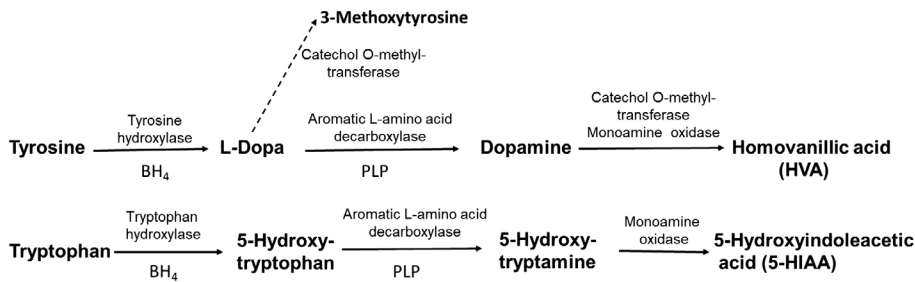 3-Methoxytyrosine
Catechol O-methyl-
transferase
Tyrosine
hydroxylase
Aromatic L-amino acid
decarboxylase
Catechol O-methyl-
transferase
Monoamine oxidase
Tyrosine
L-Dopa
Dopamine
Homovanillic acid
(HVA)
BH4
PLP
Tryptophan
hydroxylase
Aromatic L-amino acid
decarboxylase
Monoamine
oxidase
Tryptophan
5-Hydroxy-
tryptophan
5-Hydroxy-
tryptamine
5-Hydroxyindoleacetic
acid (5-HIAA)
BH4
PLP